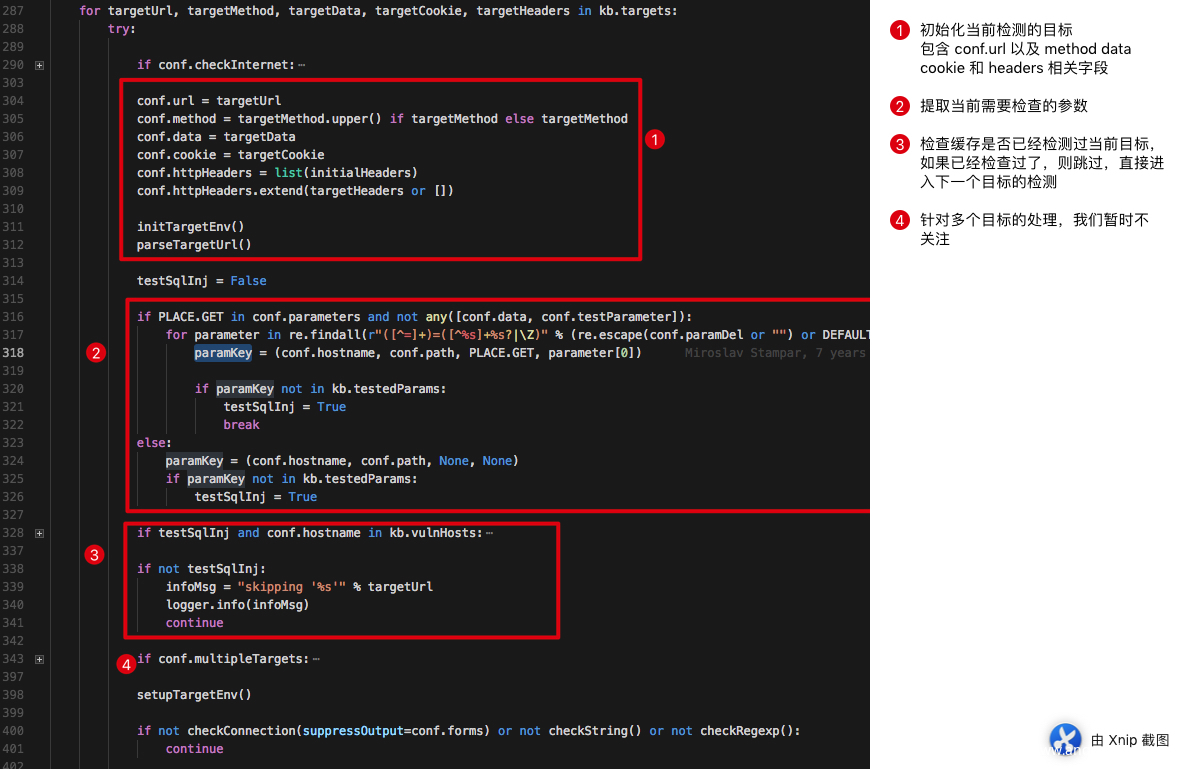 287 for targetUrl, targetMethod, targetData, targetCookie, targetHeaders in kb.targets:
288 try:
289
290 if conf.checkInternet:⋯
303
304 conf.url = targetUrl
305 conf.method = targetMethod.upper() if targetMethod else targetMethod
306 conf.data = targetData
307 conf.cookie = targetCookie
308 conf.httpHeaders = list(initialHeaders)
309 conf.httpHeaders.extend(targetHeaders or [])
310
311 initTargetEnv()
312 parseTargetUrl()
313
314 testSqlInj = False
315
316 if PLACE.GET in conf.parameters and not any([conf.data, conf.testParameter]):
317 for parameter in re.findall(r"([^=]+)=([^%s]+%s?|\Z)" % (re.escape(conf.paramDel or "") or DEFAULT
318 paramKey = (conf.hostname, conf.path, PLACE.GET, parameter[0]) Miroslav Stampar, 7 years
319
320 if paramKey not in kb.testedParams:
321 testSqlInj = True
322 break
323 else:
324 paramKey = (conf.hostname, conf.path, None, None)
325 if paramKey not in kb.testedParams:
326 testSqlInj = True
327
328 if testSqlInj and conf.hostname in kb.vulnHosts:⋯
337
338 if not testSqlInj:
339 infoMsg = "skipping '%s'" % targetUrl
340 logger.info(infoMsg)
341 continue
342
343 if conf.multipleTargets:⋯
397
398 setupTargetEnv()
399
400 if not checkConnection(suppressOutput=conf.forms) or not checkString() or not checkRegexp():
401 continue
402
1
2
3
4
1 初始化当前检测的目标
包含 conf.url 以及 method data
cookie 和 headers 相关字段
2 提取当前需要检查的参数
3 检查缓存是否已经检测过当前目标，
如果已经检查过了，则跳过，直接进
入下一个目标的检测
4 针对多个目标的处理，我们暂时不
关注
由 Xnip 截图